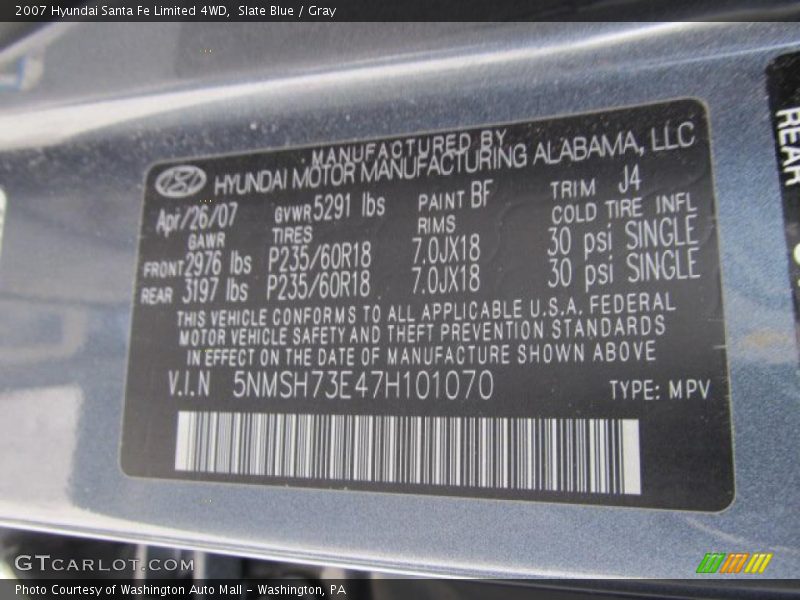 2007 Hyundai Santa Fe Limited 4WD, Slate Blue / Gray
MANUFACTURED BY
HYUNDAI MOTOR MANUFACTURING ALABAMA, LLC
Apr/26/07 GVWR 5291 lbs PAINT BF TRIM J4
GAWR TIRES RIMS COLD TIRE INFL
FRONT 2976 lbs P235/60R18 7.0JX18 30 psi SINGLE
REAR 3197 lbs P235/60R18 7.0JX18 30 psi SINGLE
THIS VEHICLE CONFORMS TO ALL APPLICABLE U.S.A. FEDERAL
MOTOR VEHICLE SAFETY AND THEFT PREVENTION STANDARDS
IN EFFECT ON THE DATE OF MANUFACTURE SHOWN ABOVE
V.I.N 5NMSH73E47H101070 TYPE: MPV
REAR
GTCARLOT.COM
Photo Courtesy of Washington Auto Mall - Washington, PA